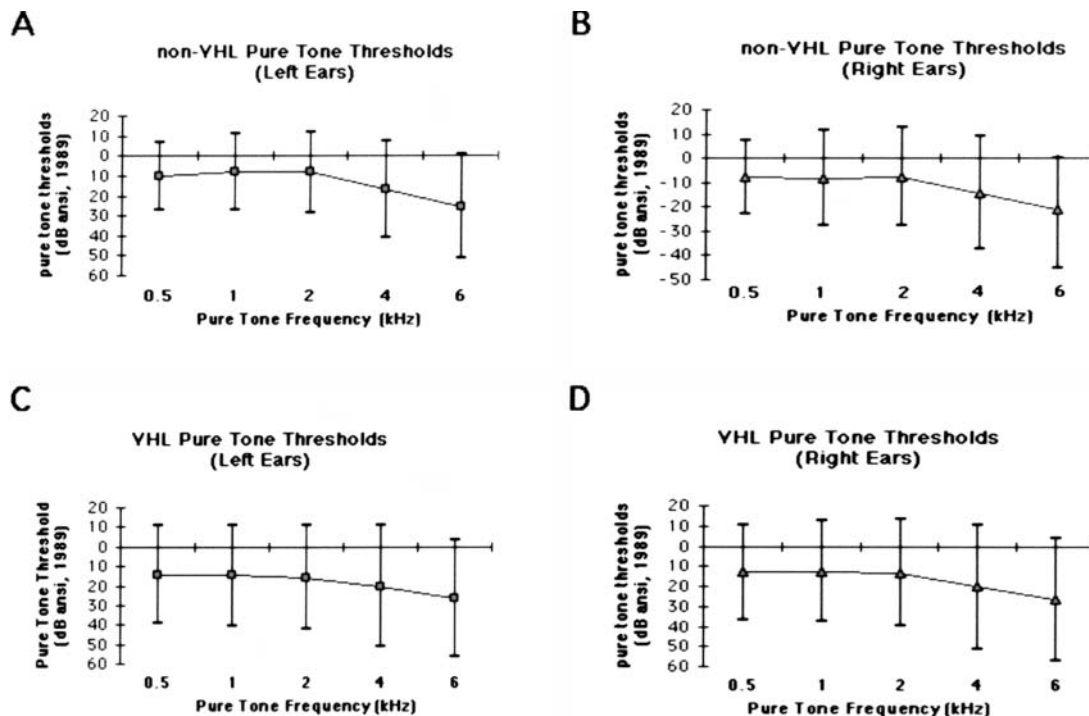 A
non-VHL Pure Tone Thresholds
(Left Ears)
pure tone thresholds
(dB ansi, 1989)
20
10
0
10
20
30
40
50
60
0.5 1 2 4 6
Pure Tone Frequency (kHz)
B
non-VHL Pure Tone Thresholds
(Right Ears)
pure tone thresholds
(dB ansi, 1989)
20
10
0
-10
-20
-30
-40
-50
0.5 1 2 4 6
Pure Tone Frequency (kHz)
C
VHL Pure Tone Thresholds
(Left Ears)
Pure Tone Threshold
(dB ansi, 1989)
20
10
0
10
20
30
40
50
60
0.5 1 2 4 6
Pure Tone Frequency (kHz)
D
VHL Pure Tone Thresholds
(Right Ears)
pure tone thresholds
(dB ansi, 1989)
20
10
0
10
20
30
40
50
60
0.5 1 2 4 6
Pure Tone Frequency (kHz)